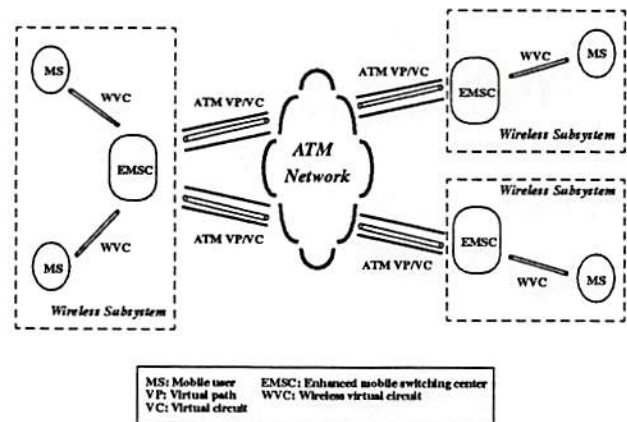 MS
WVC
EMSC
WVC
MS
Wireless Subsystem
ATM VP/VC
ATM VP/VC
ATM
Network
ATM VP/VC
ATM VP/VC
EMSC
WVC
MS
Wireless Subsystem
Wireless Subsystem
EMSC
WVC
MS
MS: Mobile user EMSC: Enhanced mobile switching center
VP: Virtual path WVC: Wireless virtual circuit
VC: Virtual circuit